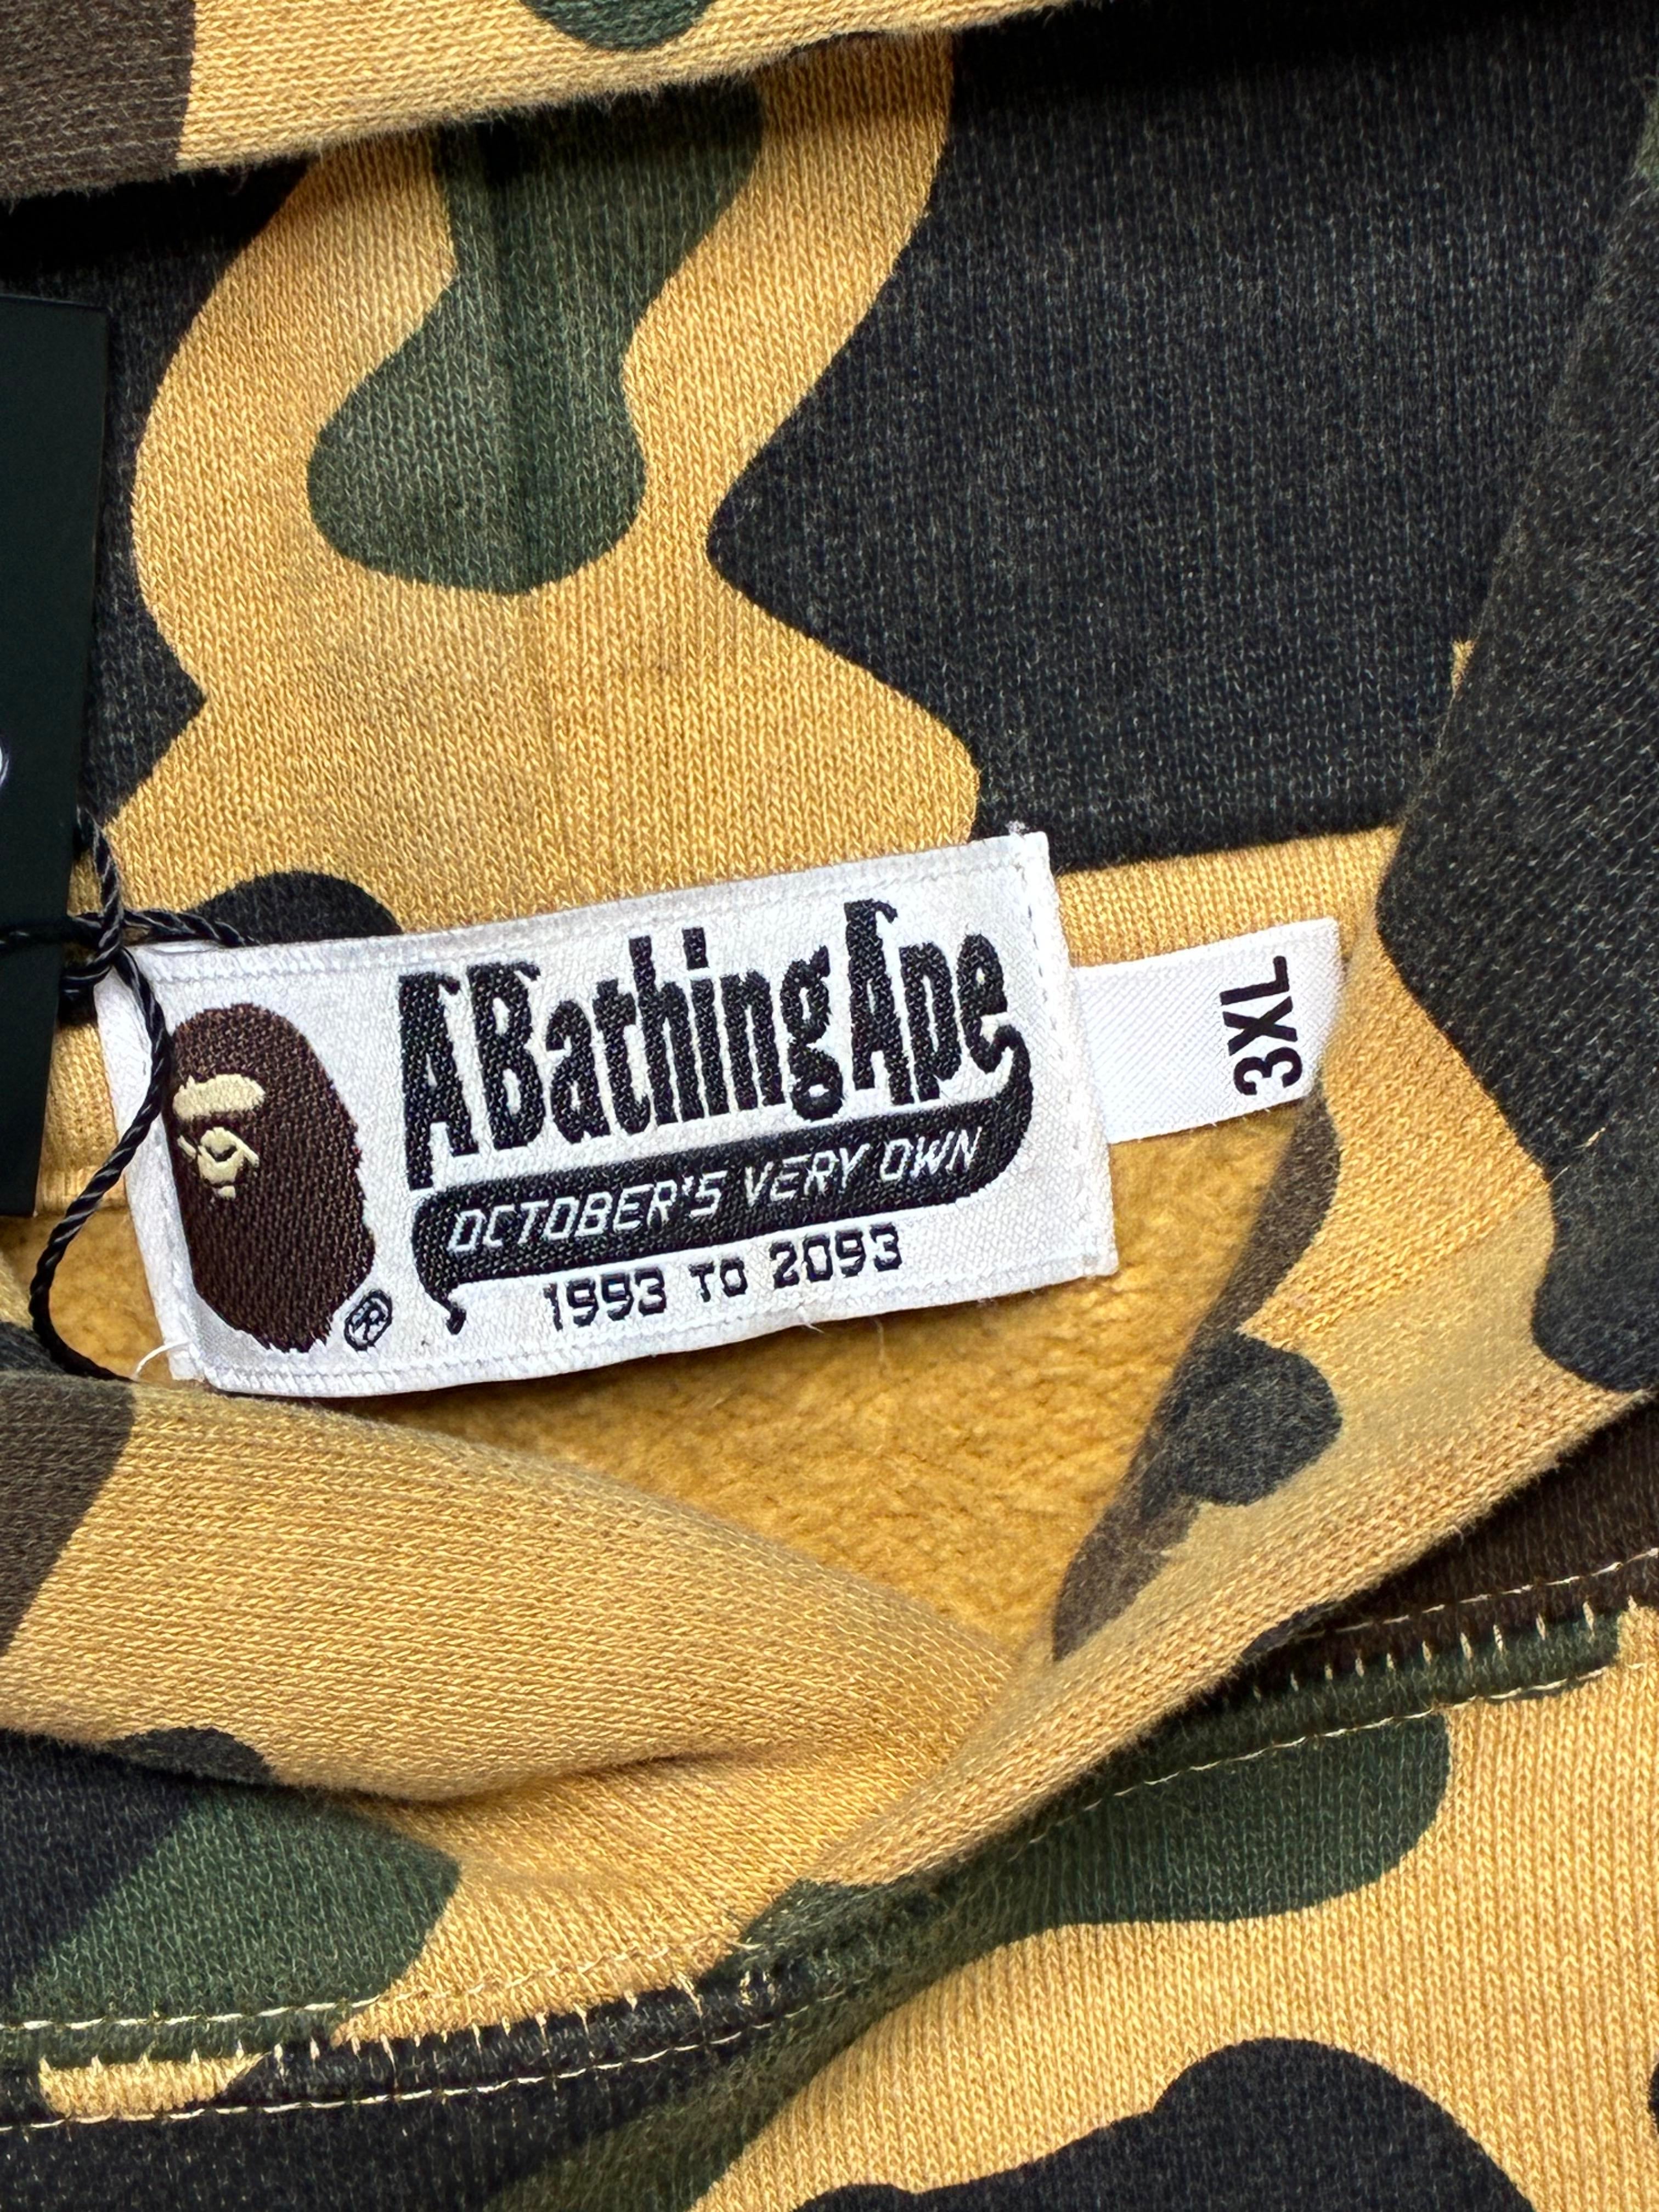 A Bathing Ape
OCTOBER'S VERY OWN
1993 TO 2093
®
3XL